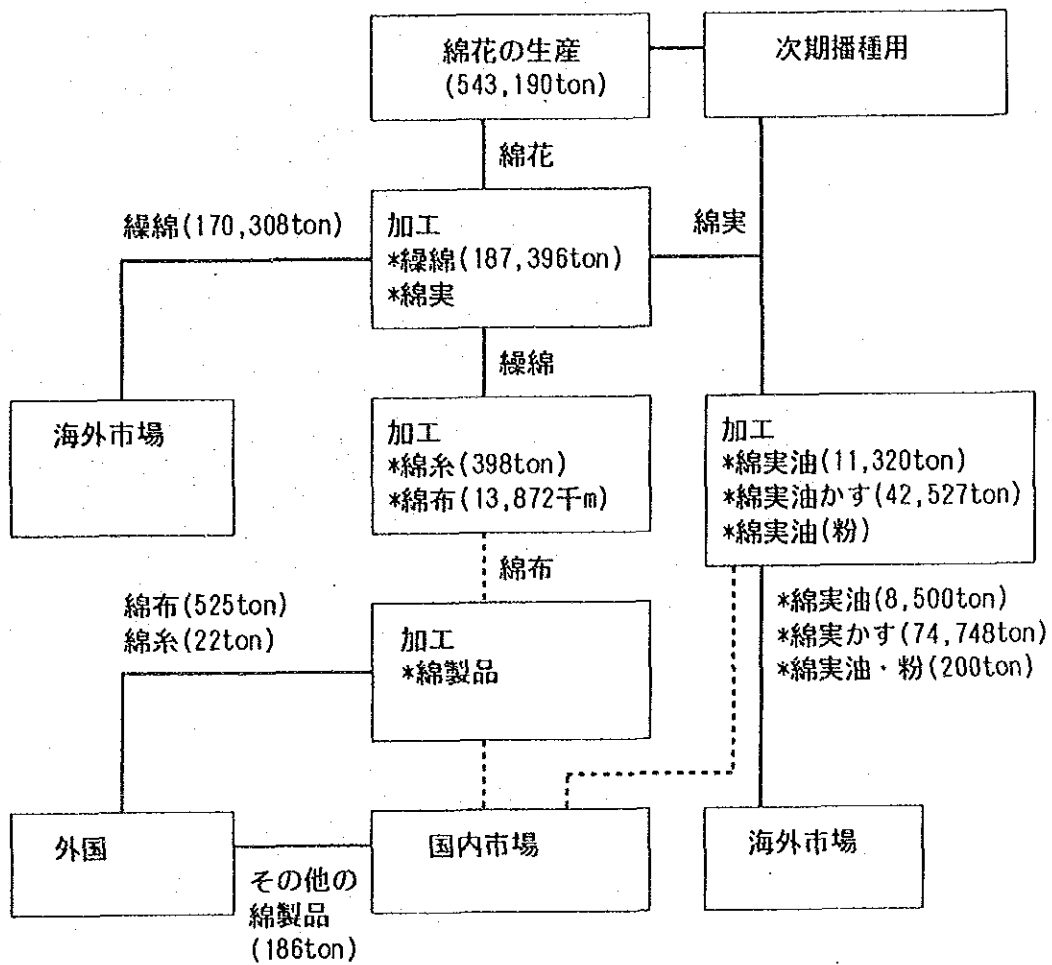 綿花の生産
(543,190ton)
次期播種用
綿花
繰綿(170,308ton)
加工
*繰綿(187,396ton)
*綿実
綿実
繰綿
海外市場
加工
*綿糸(398ton)
*綿布(13,872千m)
加工
*綿実油(11,320ton)
*綿実油かす(42,527ton)
*綿実油(粉)
綿布
綿布(525ton)
綿糸(22ton)
加工
*綿製品
*綿実油(8,500ton)
*綿実かす(74,748ton)
*綿実油・粉(200ton)
外国
国内市場
海外市場
その他の
綿製品
(186ton)